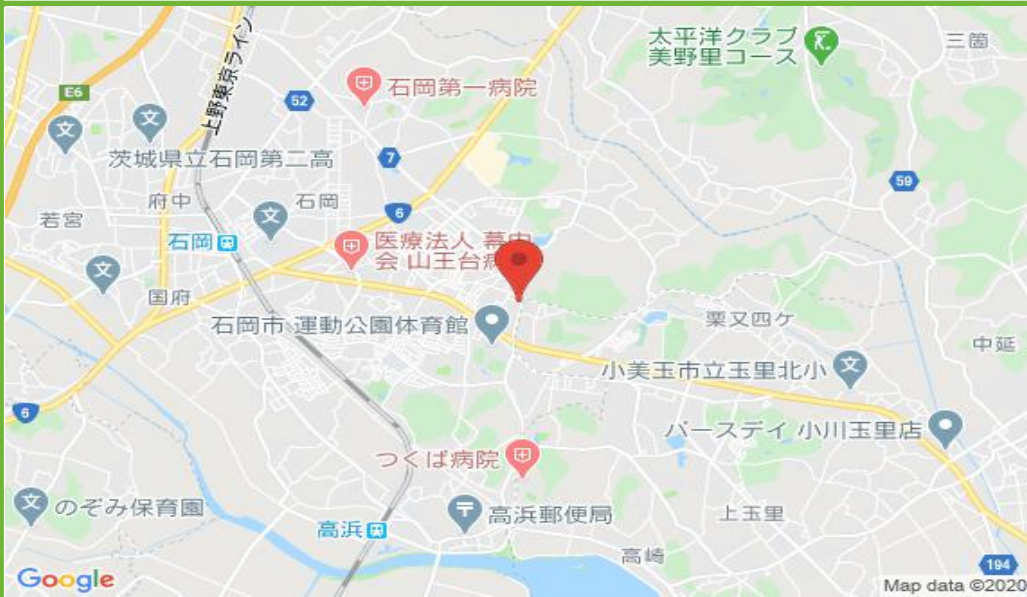 太平洋クラブ
美野里コース
三箇
E6
上野東京ライン
52
石岡第一病院
茨城県立石岡第二高
7
59
府中
石岡
若宮
6
石岡
医療法人 幕内
会 山王台病
国府
石岡市 運動公園体育館
栗又四ケ
中延
小美玉市立玉里北小
6
バースデイ 小川玉里店
つくば病院
のぞみ保育園
高浜郵便局
上玉里
高浜
高崎
194
Google
Map data ©2020